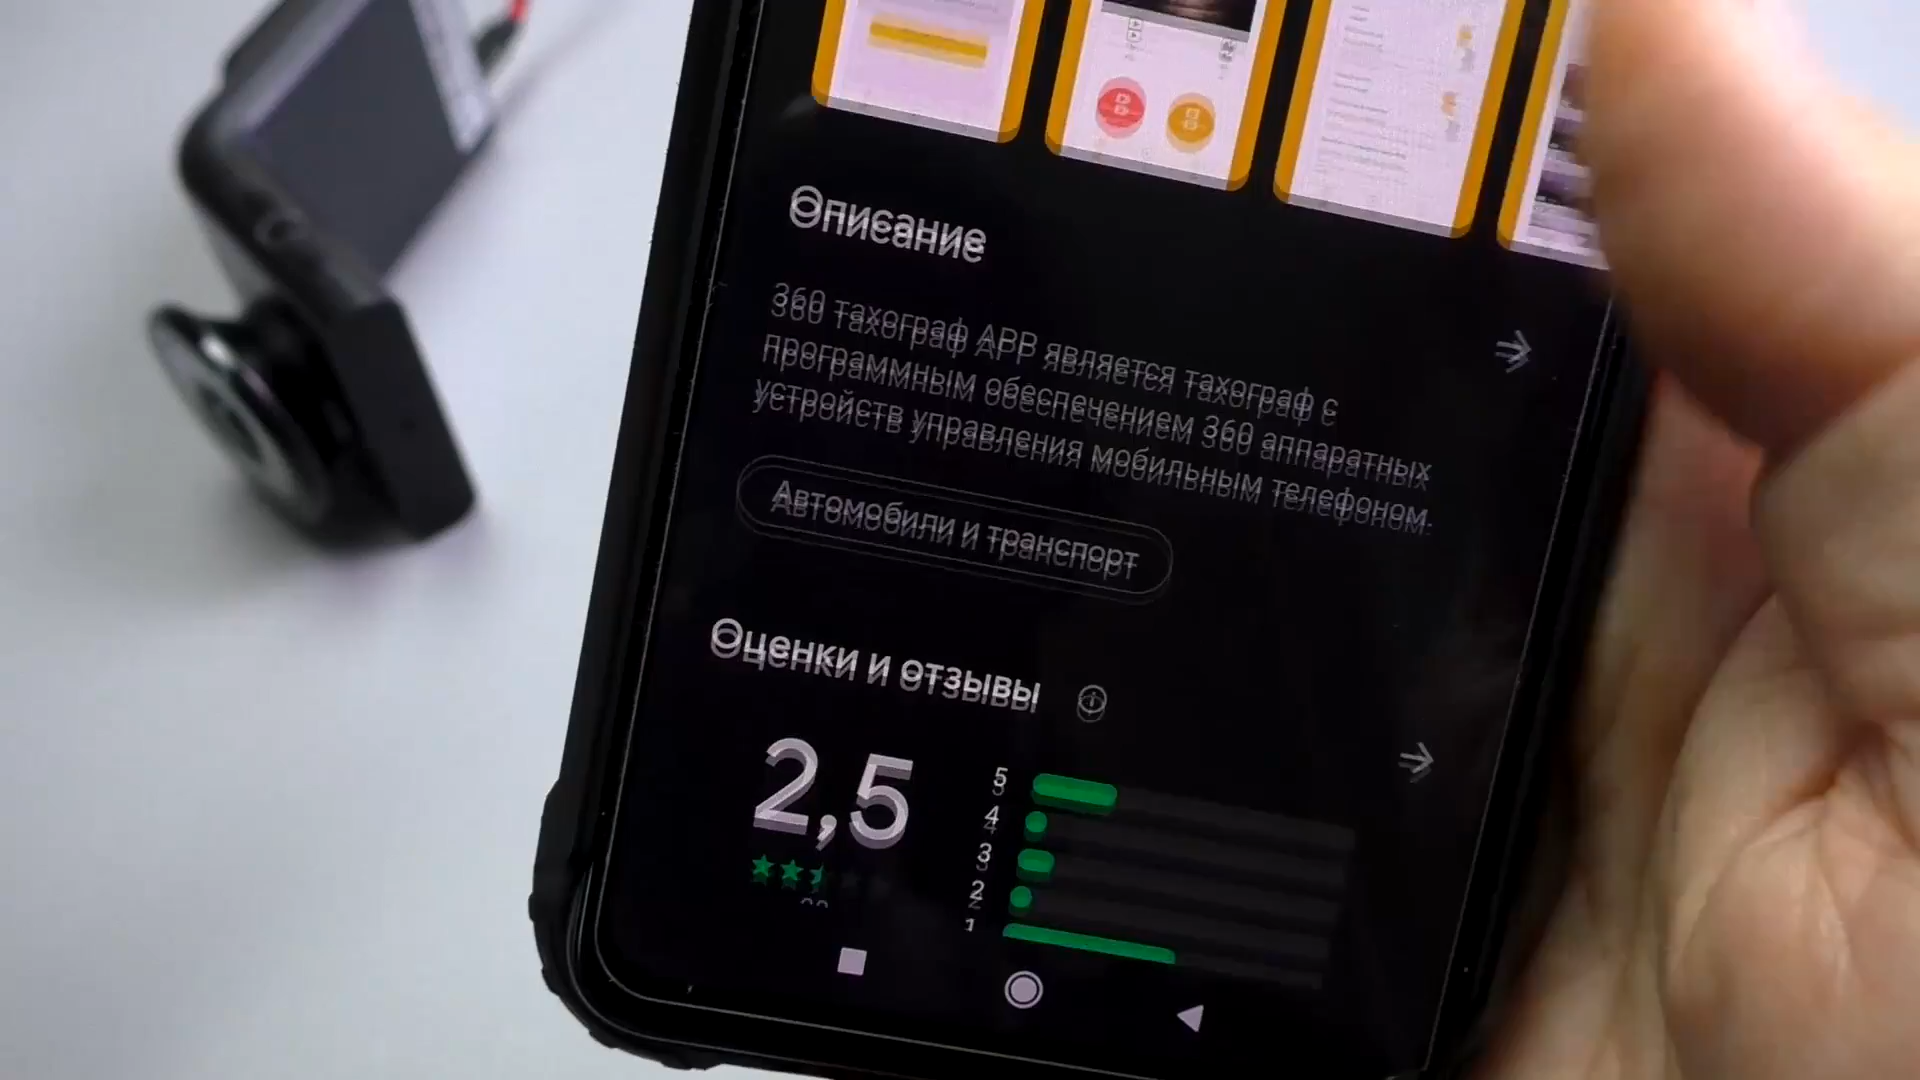 Описание
360 тахограф APP является тахограф с
программным обеспечением 360 аппаратных
устройств управления мобильным телефоном.
Автомобили и транспорт
Оценки и отзывы
2,5
5
4
3
2
1